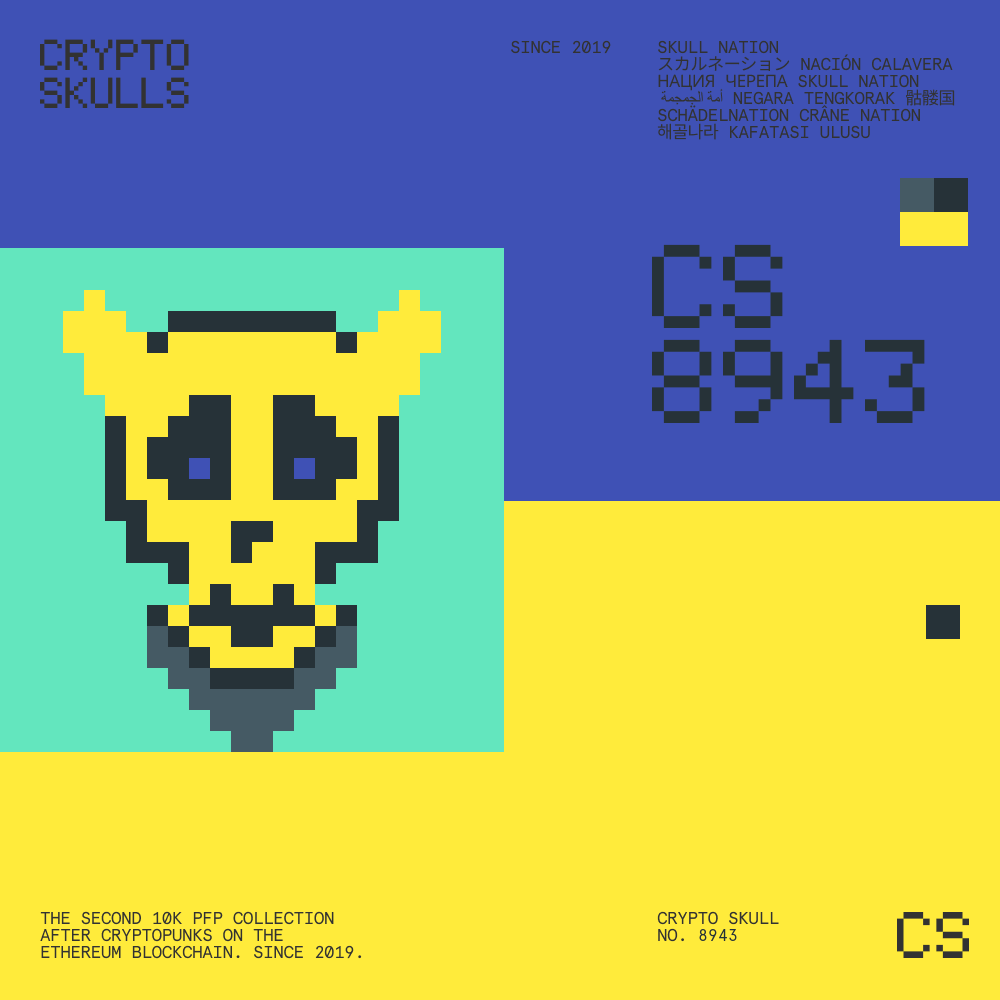 CRYPTO
SKULLS
SINCE 2019
SKULL NATION
スカルネーション NACIÓN CALAVERA
НАЦИЯ ЧЕРЕПА SKULL NATION
أمة الجمجمة NEGARA TENGKORAK 骷髅国
SCHÄDELNATION CRÂNE NATION
해골나라 KAFATASI ULUSU
CS
8943
THE SECOND 10K PFP COLLECTION
AFTER CRYPTOPUNKS ON THE
ETHEREUM BLOCKCHAIN. SINCE 2019.
CRYPTO SKULL
NO. 8943
CS